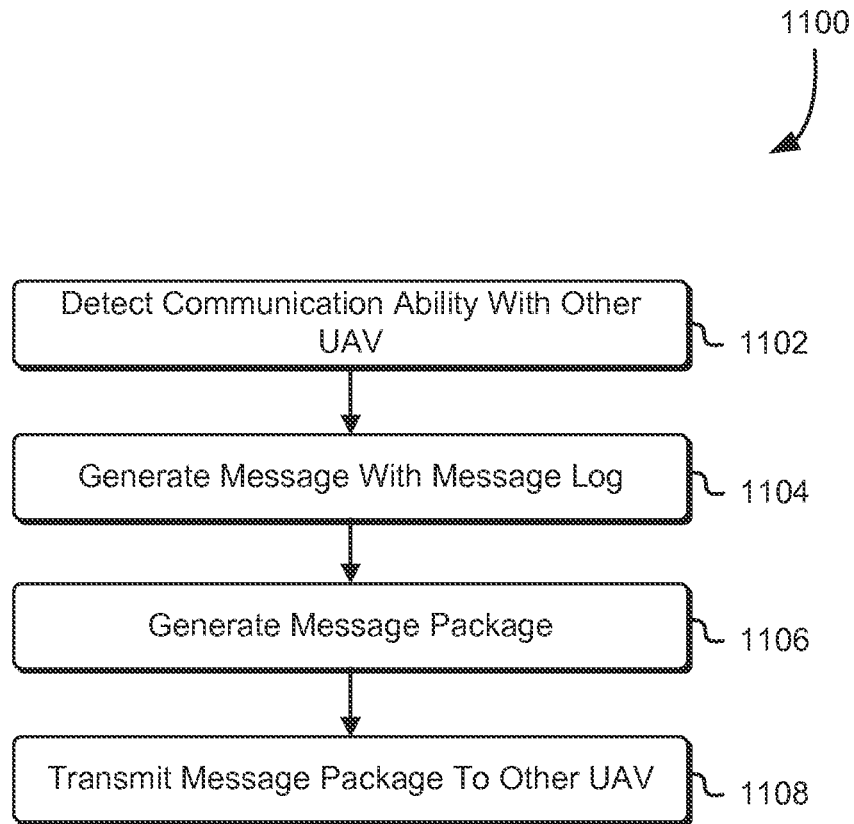 1100
Detect Communication Ability With Other
UAV
1102
Generate Message With Message Log
1104
Generate Message Package
1106
Transmit Message Package To Other UAV
1108